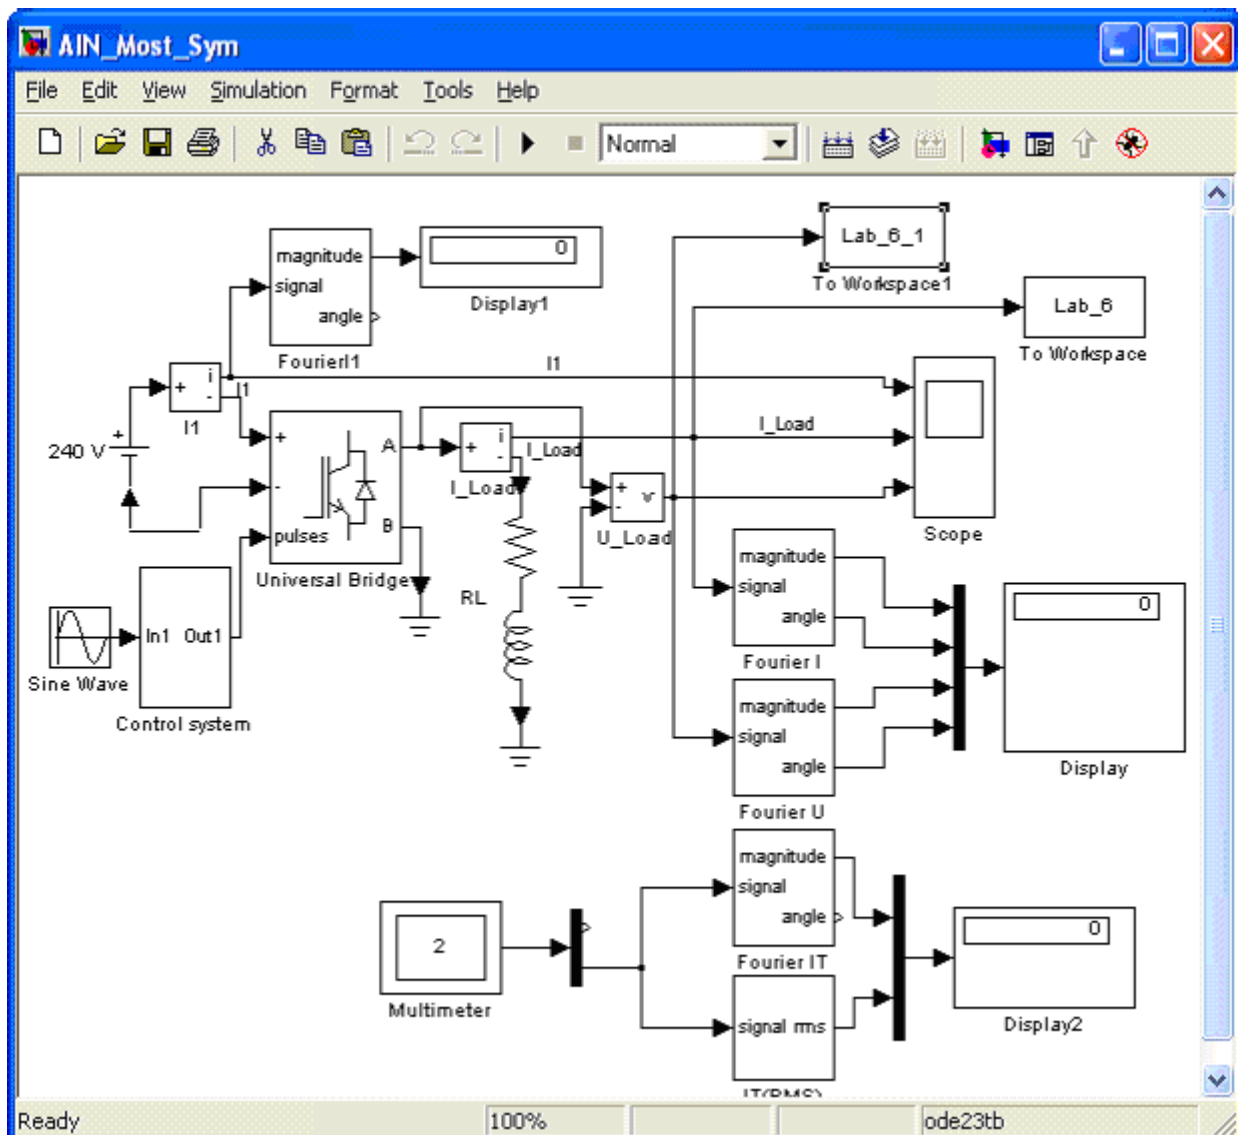 AIN_Most_Sym
File Edit View Simulation Format Tools Help
Normal
Lab_6_1
To Workspace1
Lab_6
To Workspace
magnitude
signal
angle
FourierI1
0
Display1
I1
i
+
-
I1
I1
240 V
+
+
-
pulses
A
B
Universal Bridge
+
i
-
I_Load
I_Load
I_Load
+
-
v
U_Load
Scope
RL
In1 Out1
Sine Wave
Control system
magnitude
signal
angle
Fourier I
magnitude
signal
angle
Fourier U
0
Display
magnitude
signal
angle
Fourier IT
2
Multimeter
signal rms
IT(RMS)
0
Display2
Ready 100% ode23tb